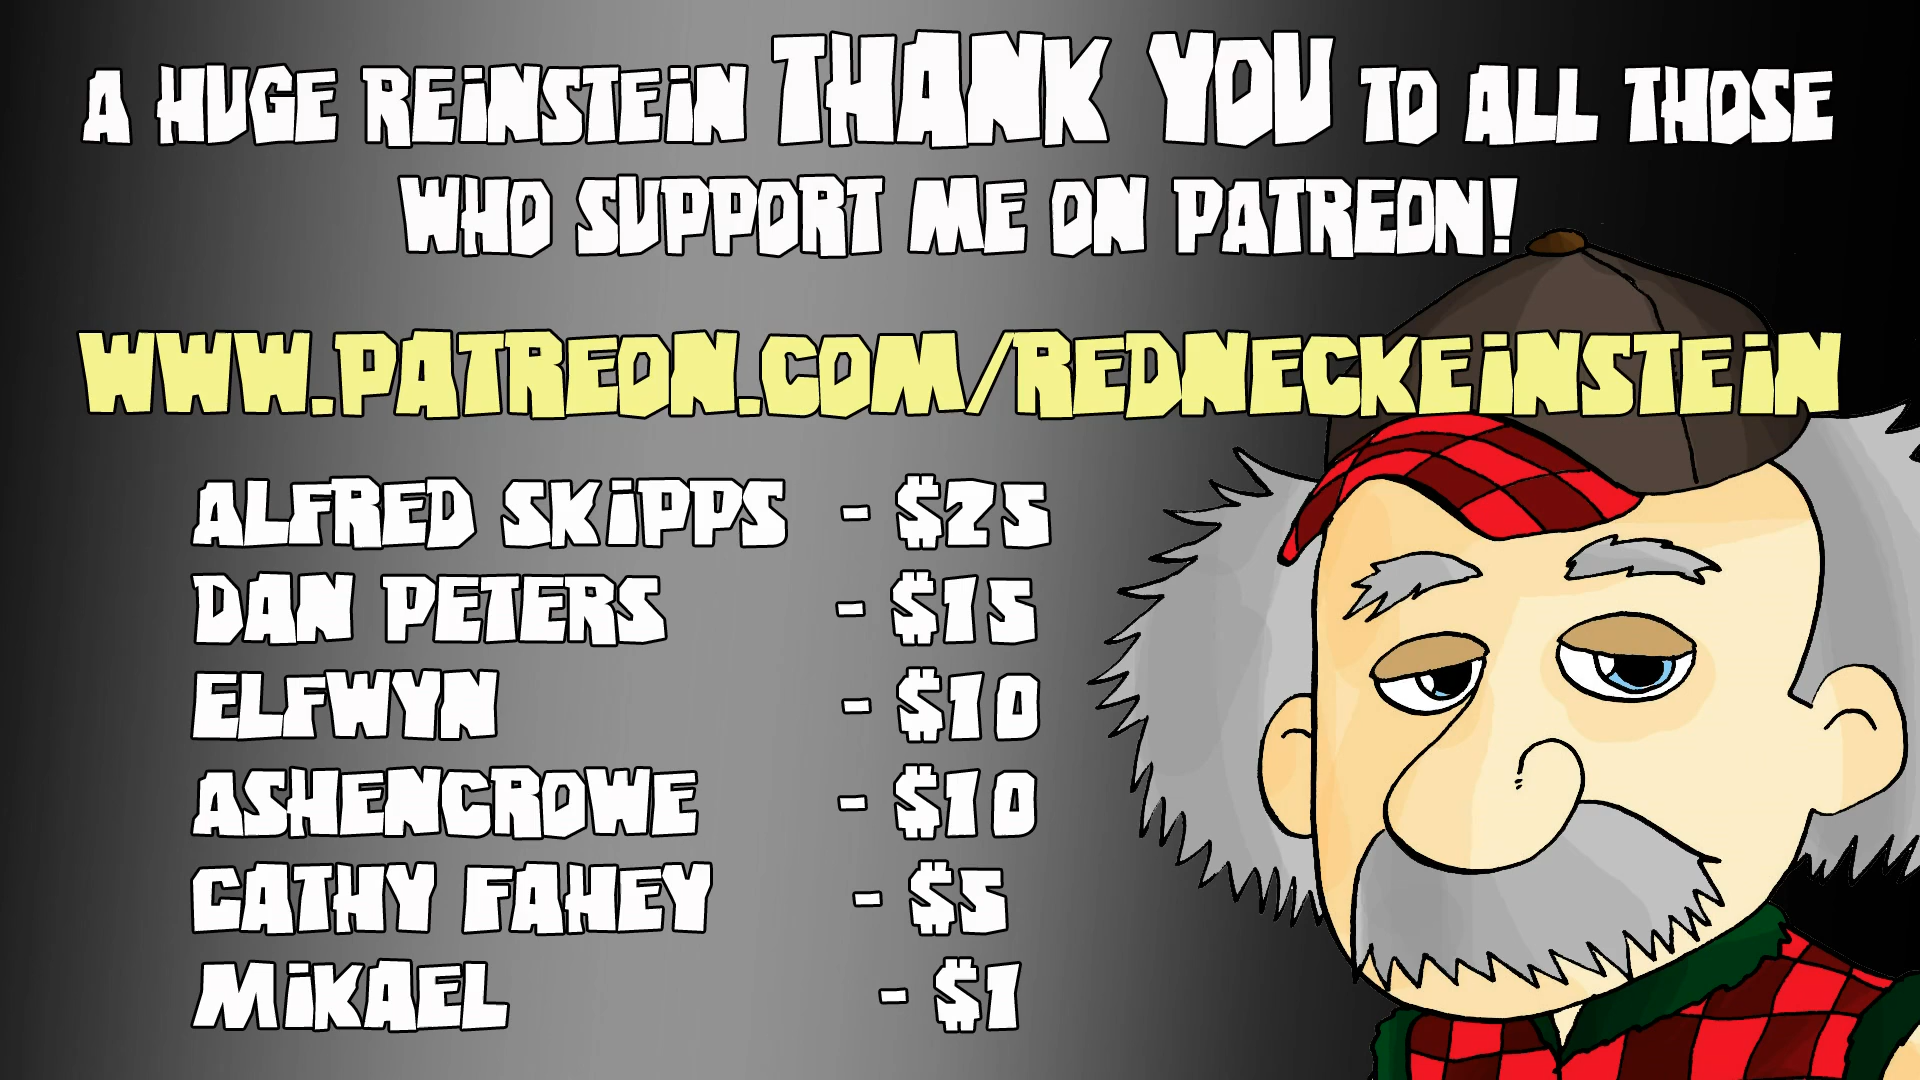 A HUGE REINSTEIN THANK YOU TO ALL THOSE
WHO SUPPORT ME ON PATREON!
WWW.PATREON.COM/REDNECKEINSTEIN
ALFRED SKIPPS - $25
DAN PETERS - $15
ELFWYN - $10
ASHENCROWE - $10
CATHY FAHEY - $5
MIKAEL - $1